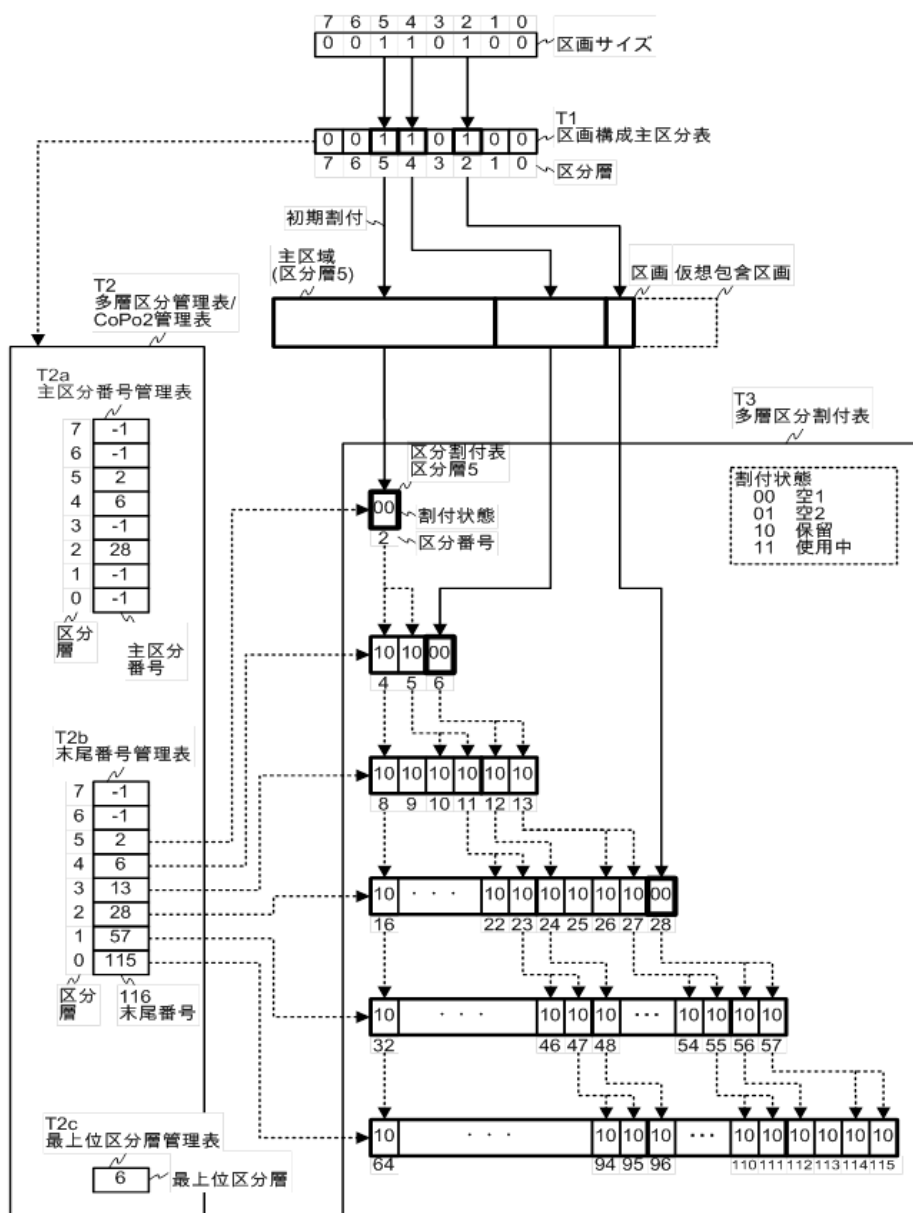 7 6 5 4 3 2 1 0
0 0 1 1 0 1 0 0
区画サイズ
T1
区画構成主区分表
0 0 1 1 0 1 0 0
7 6 5 4 3 2 1 0
区分層
初期割付
主区域
(区分層5)
区画
仮想包含区画
T2
多層区分管理表/
CoPo2管理表
T2a
主区分番号管理表
7 -1
6 -1
5 2
4 6
3 -1
2 28
1 -1
0 -1
区分
層
主区分
番号
T2b
末尾番号管理表
7 -1
6 -1
5 2
4 6
3 13
2 28
1 57
0 115
区分
層
116
末尾番号
T2c
最上位区分層管理表
6
最上位区分層
T3
多層区分割付表
区分割付表
区分層5
割付状態
00 空1
01 空2
10 保留
11 使用中
00
割付状態
2
区分番号
10 10 00
4 5 6
10 10 10 10 10 10
8 9 10 11 12 13
10 · · · 10 10 10 10 10 10 00
16 22 23 24 25 26 27 28
10 · · · 10 10 10 ··· 10 10 10 10
32 46 47 48 54 55 56 57
10 · · · 10 10 10 ··· 10 10 10 10 10 10
64 94 95 96 110 111 112 113 114 115